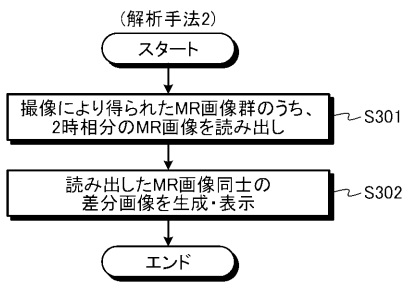 (解析手法2)
スタート
撮像により得られたMR画像群のうち、
2時相分のMR画像を読み出し
S301
読み出したMR画像同士の
差分画像を生成・表示
S302
エンド